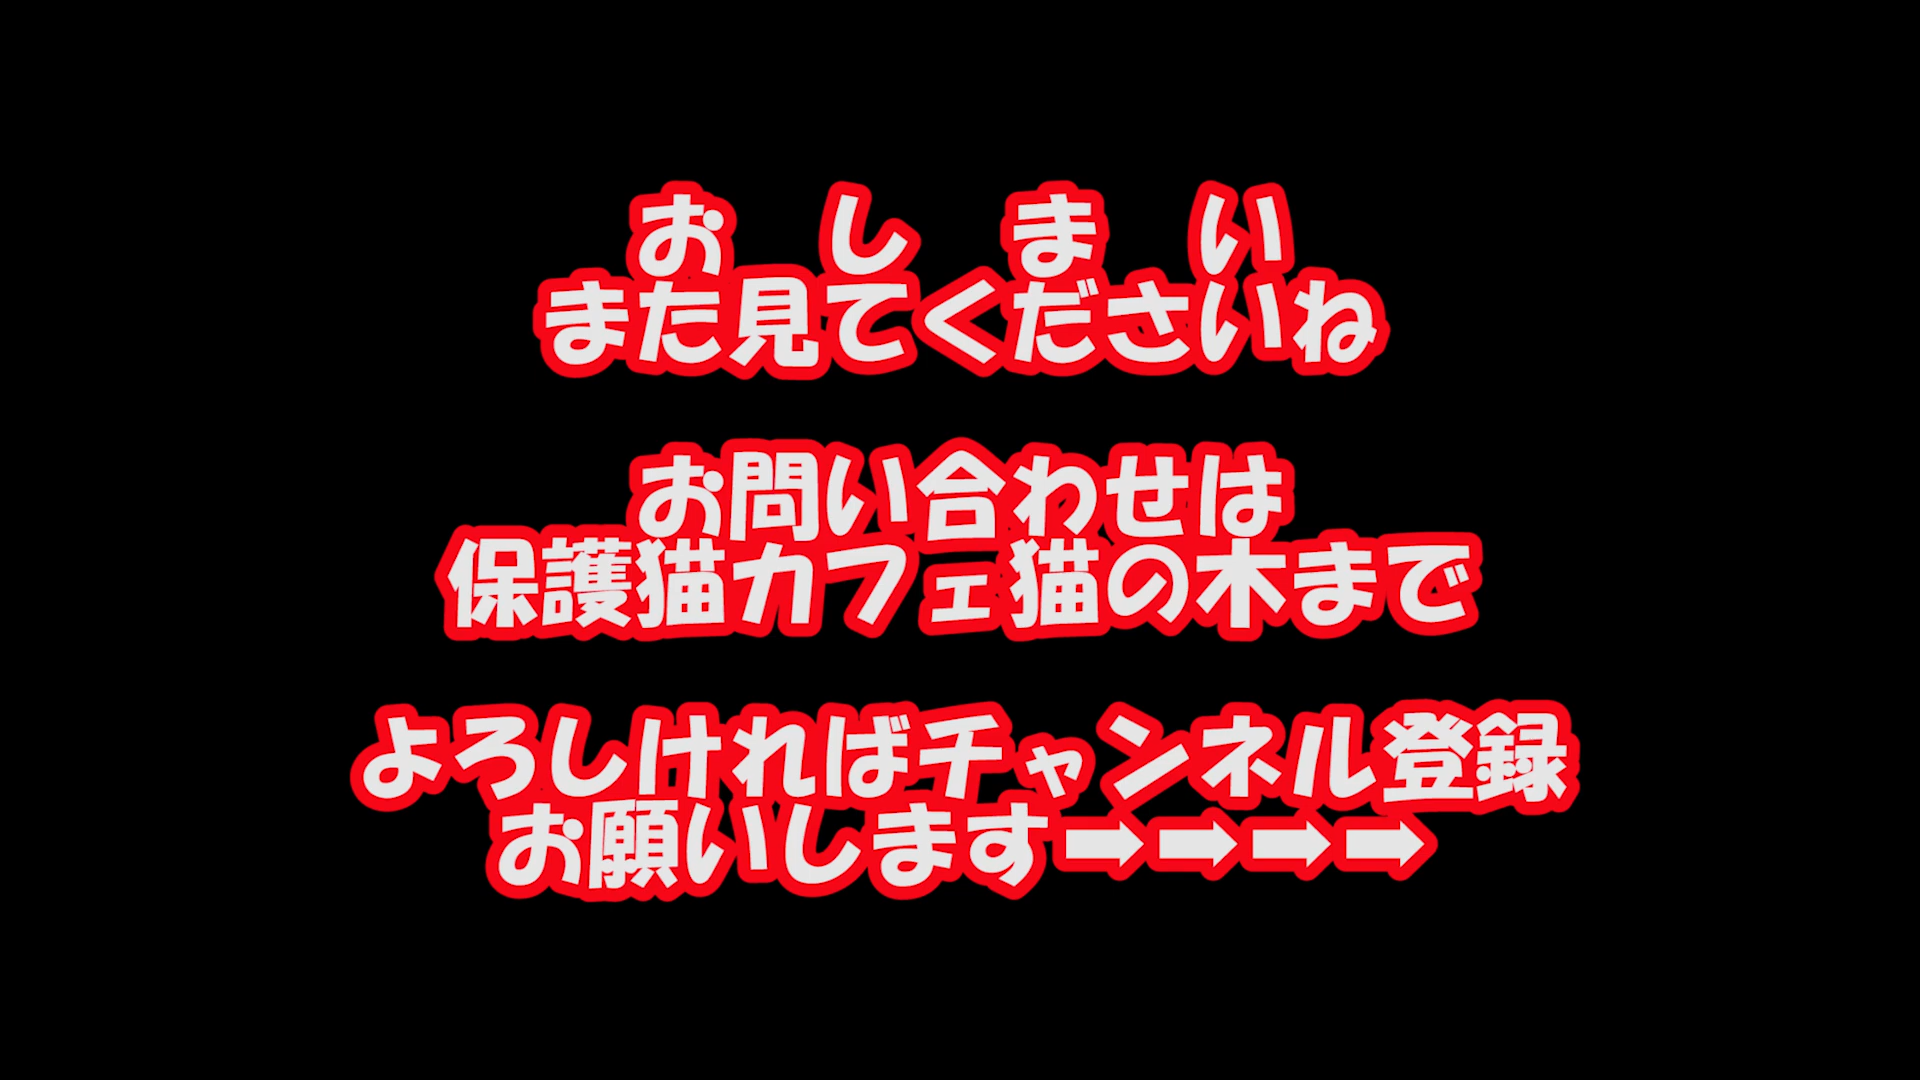 お　し　ま　い
また見てくださいね
お問い合わせは
保護猫カフェ猫の木まで
よろしければチャンネル登録
お願いします➡➡➡➡